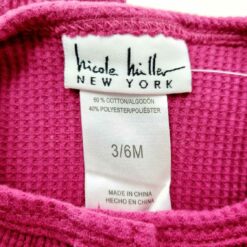 nicole miller
NEW YORK
60% COTTON/ALGODÓN
40% POLYESTER/POLIÉSTER
3/6M
MADE IN CHINA
HECHO EN CHINA